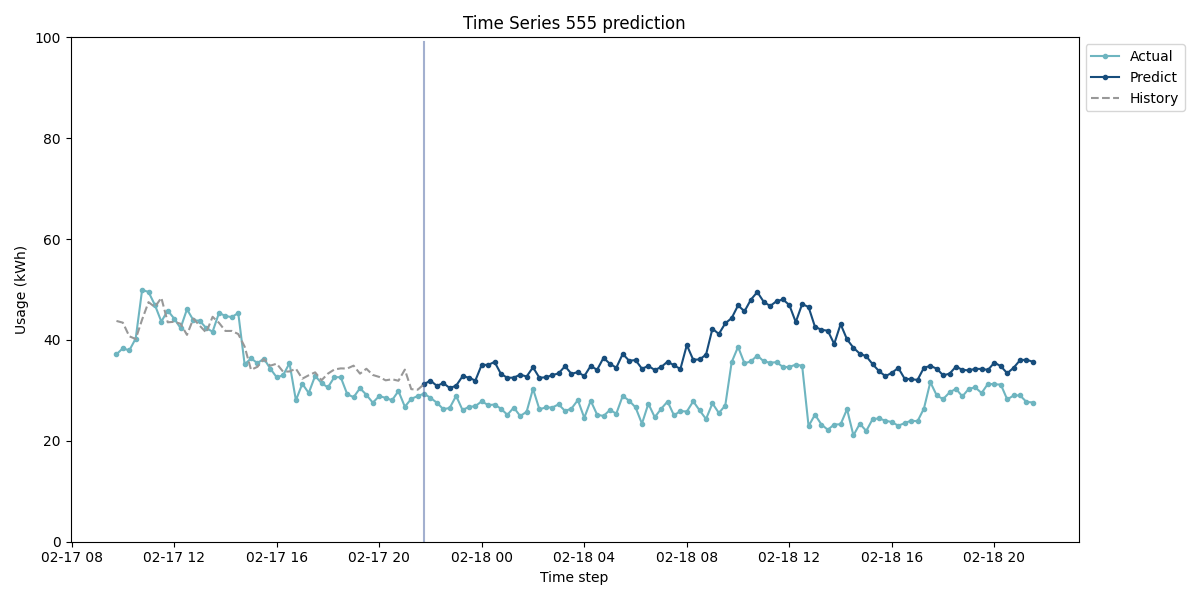 Time Series 555 prediction
100
80
60
40
20
0
Usage (kWh)
02-17 08 02-17 12 02-17 16 02-17 20 02-18 00 02-18 04 02-18 08 02-18 12 02-18 16 02-18 20
Time step
Actual
Predict
History